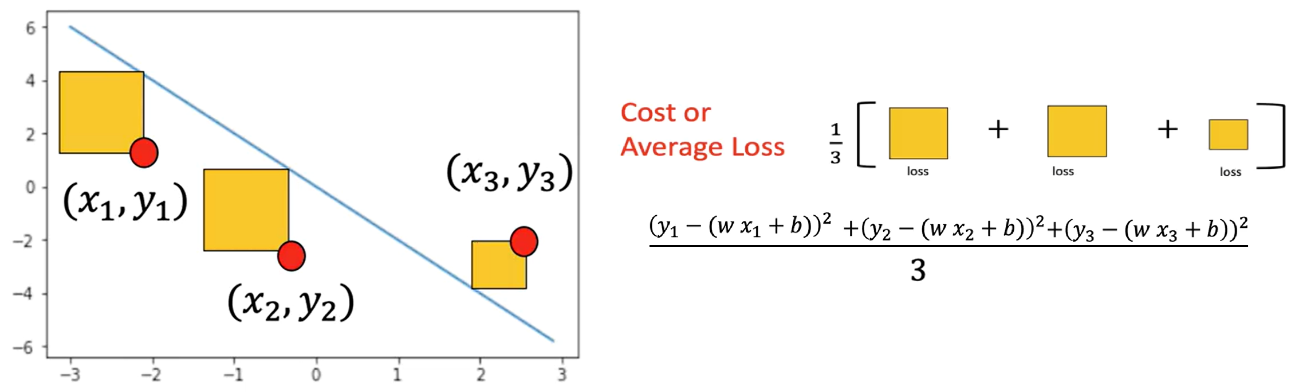 6
4
2
0
−2
−4
−6
−3 −2 −1 0 1 2 3
(x₁, y₁)
(x₂, y₂)
(x₃, y₃)
Cost or
Average Loss
1/3 [ + + ]
loss loss loss
(y₁ − (w x₁ + b))² +(y₂ − (w x₂ + b))²+(y₃ − (w x₃ + b))²
3